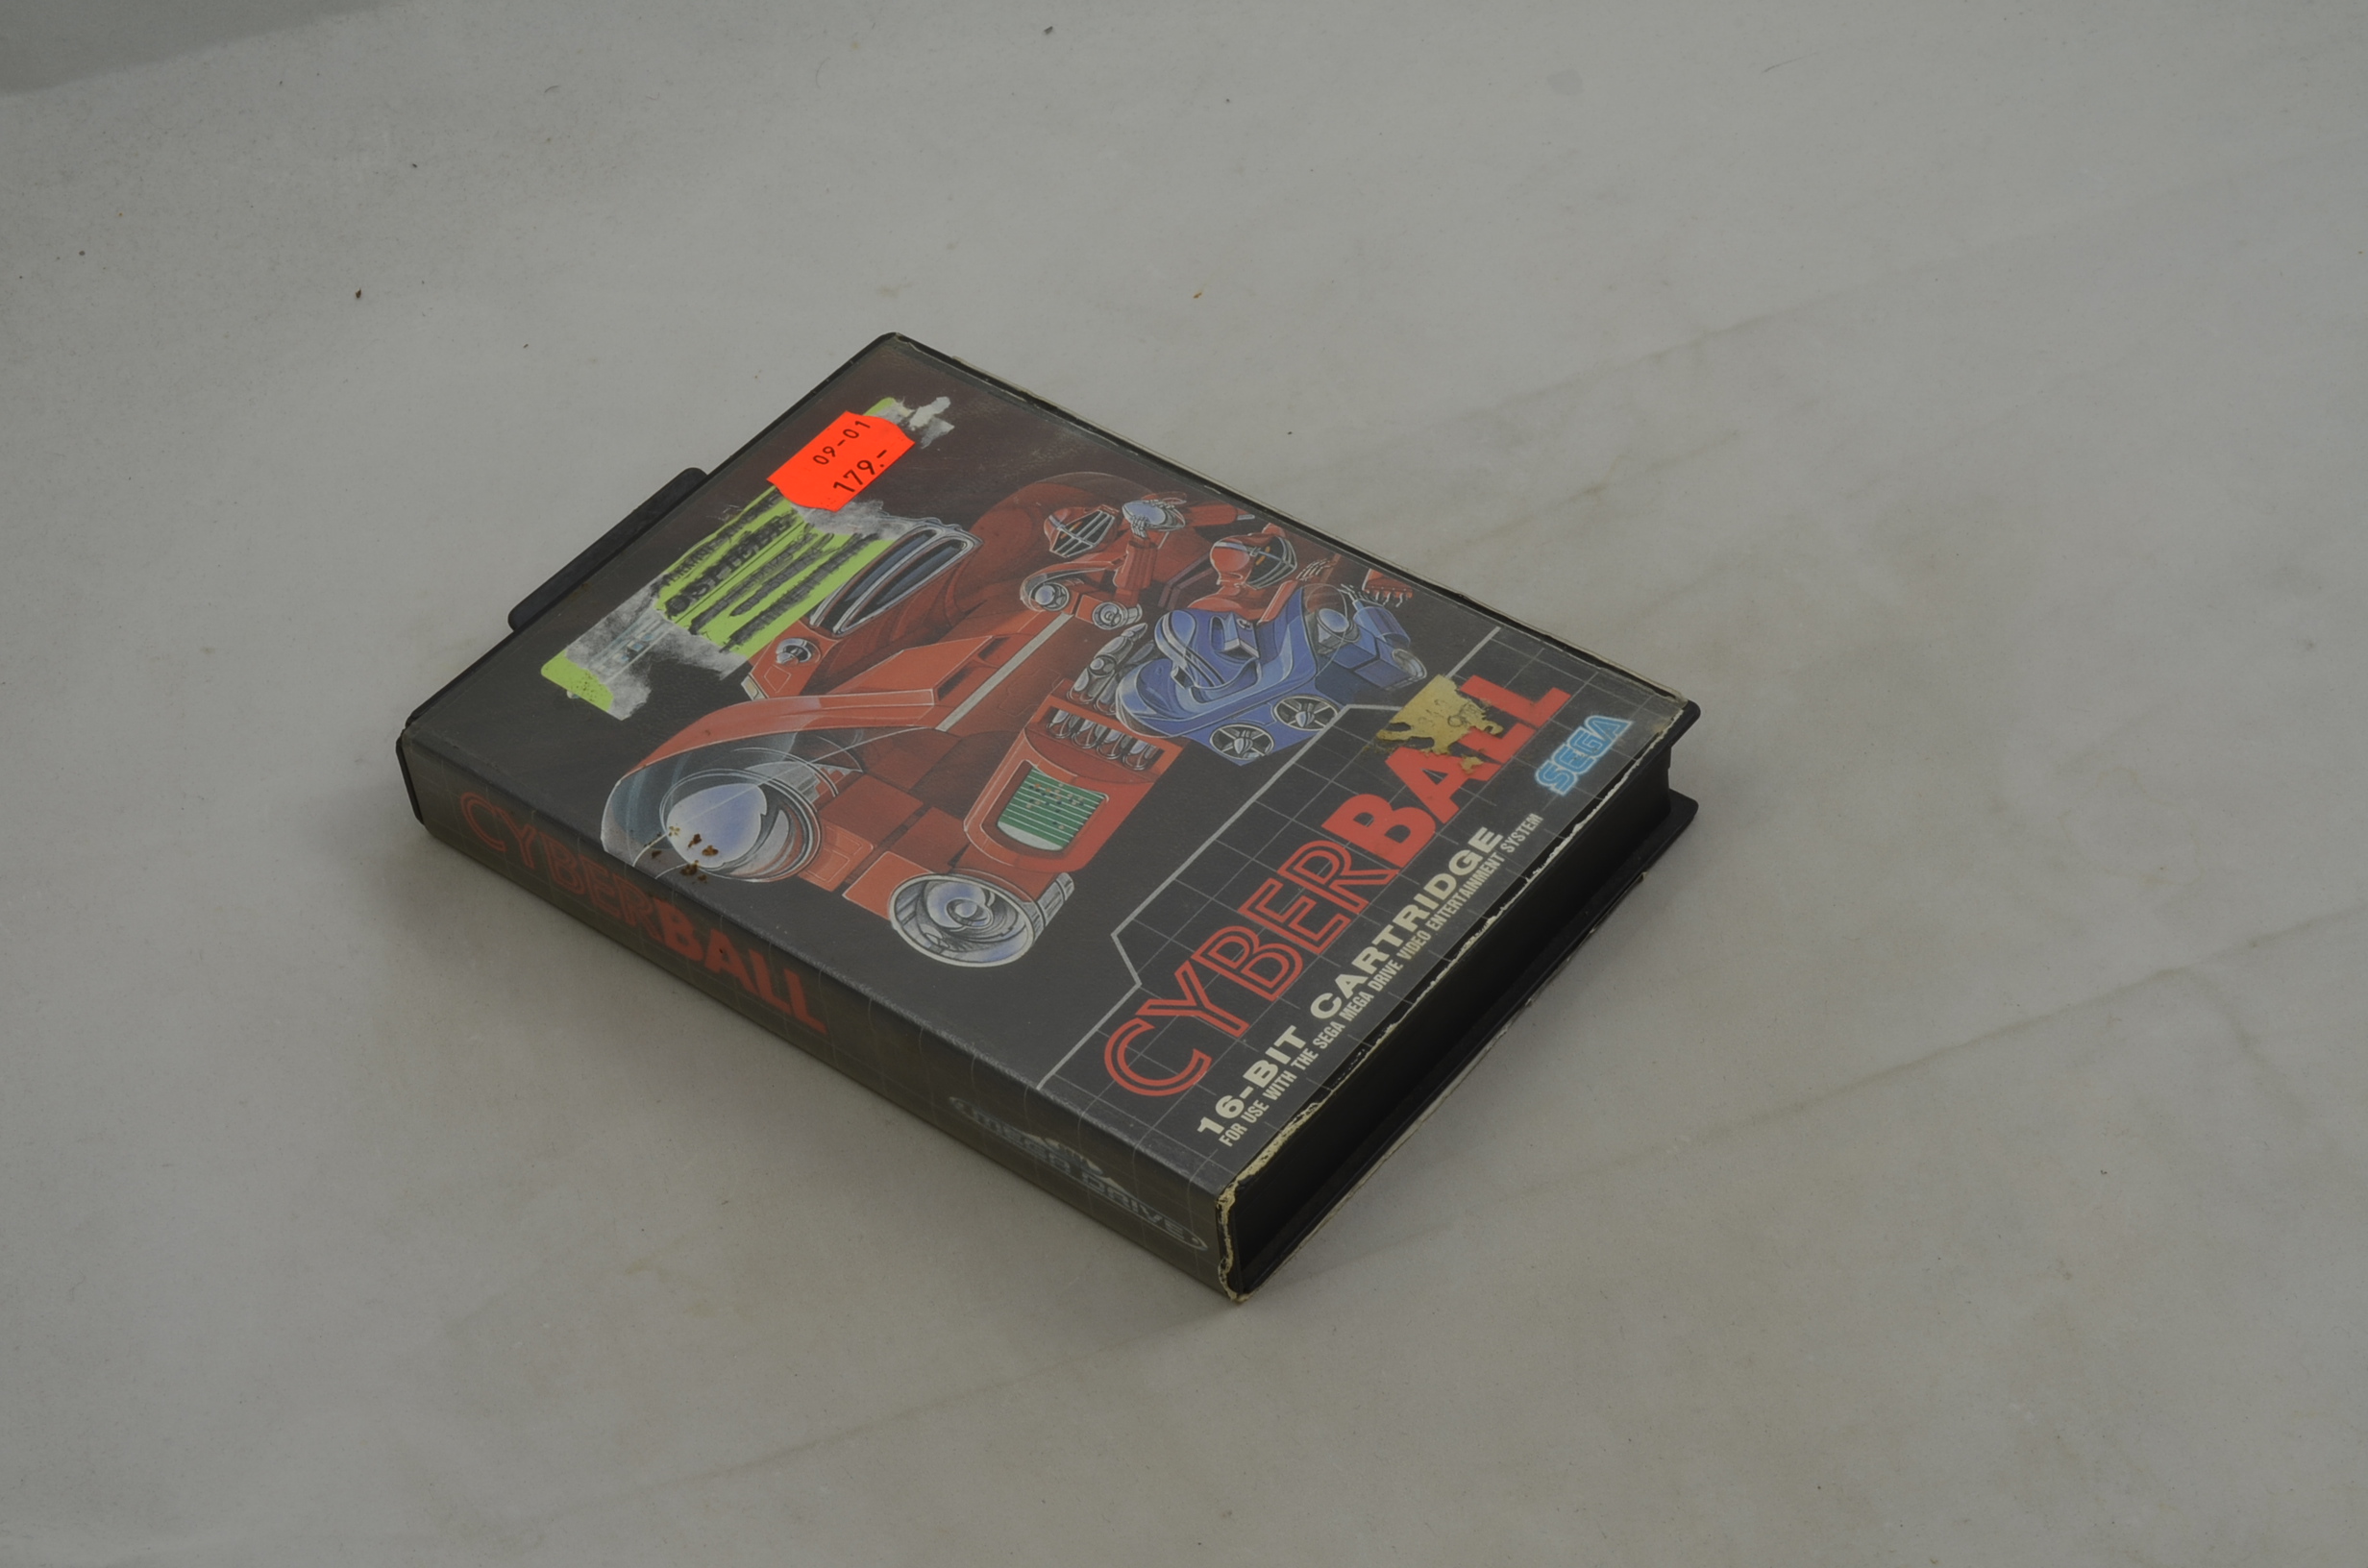 09-01
179.-
CYBERBALL
SEGA
16-BIT CARTRIDGE
FOR USE WITH THE SEGA MEGA DRIVE VIDEO ENTERTAINMENT SYSTEM
CYBERBALL
MEGA DRIVE